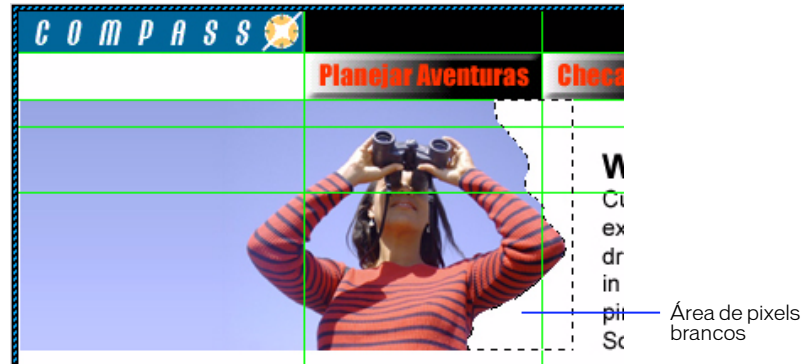 COMPASS
Planejar Aventuras Checa
W
Cu
ex
dr
in
pi
So
Área de pixels
brancos